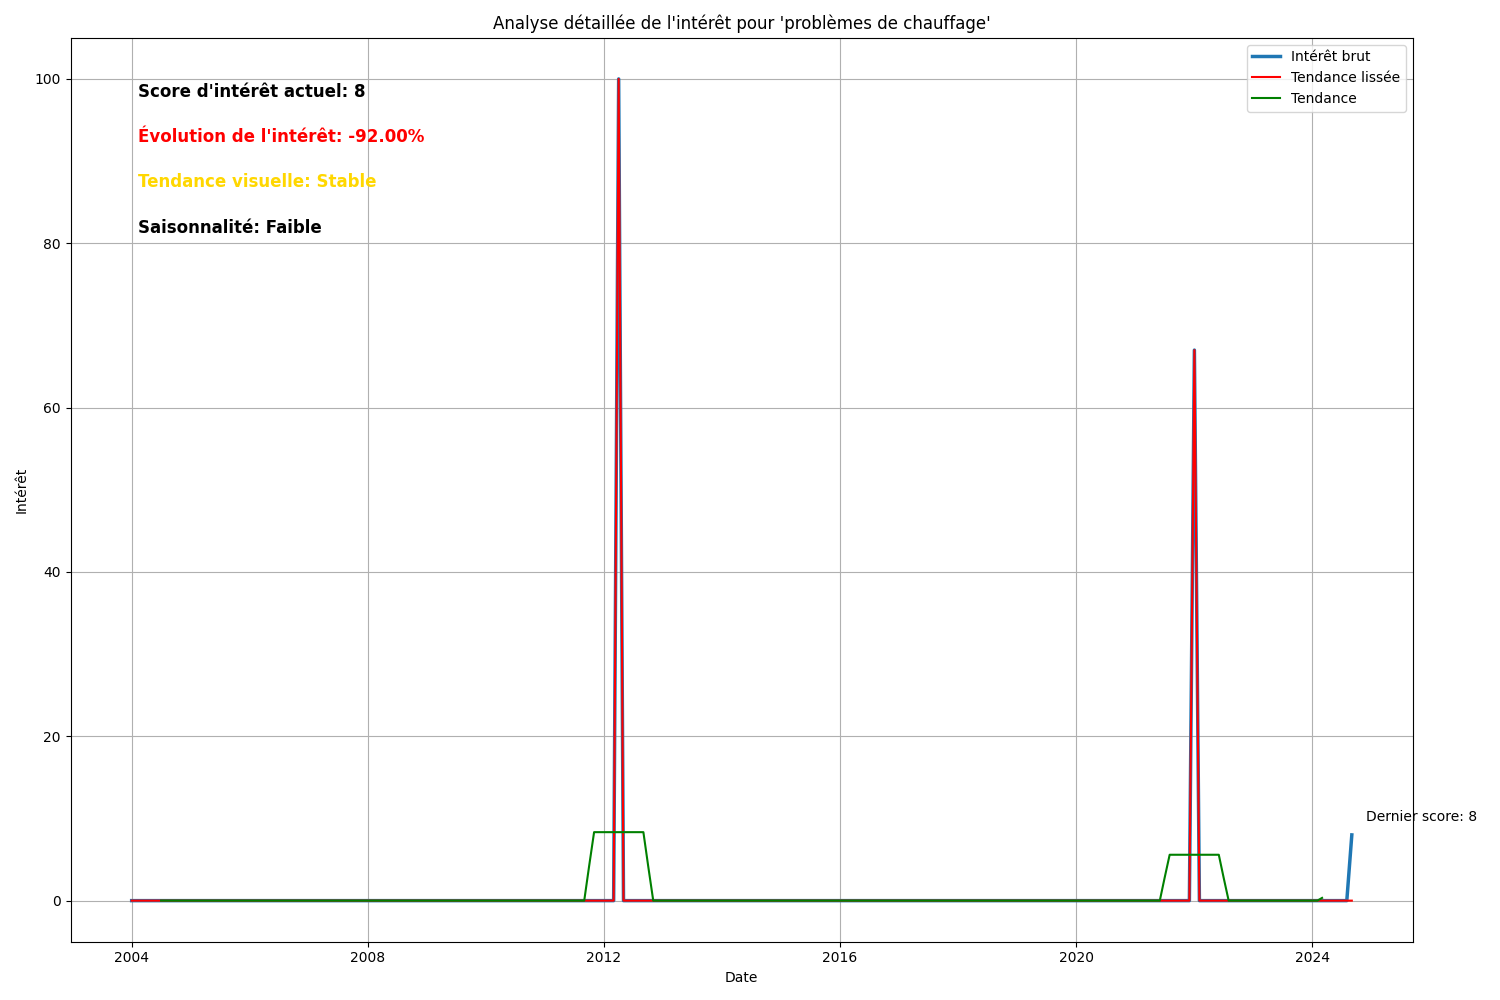 Analyse détaillée de l'intérêt pour 'problèmes de chauffage'
Intérêt brut
Tendance lissée
Tendance
Score d'intérêt actuel: 8
Évolution de l'intérêt: -92.00%
Tendance visuelle: Stable
Saisonnalité: Faible
100
80
60
40
20
0
Intérêt
Dernier score: 8
2004
2008
2012
2016
2020
2024
Date